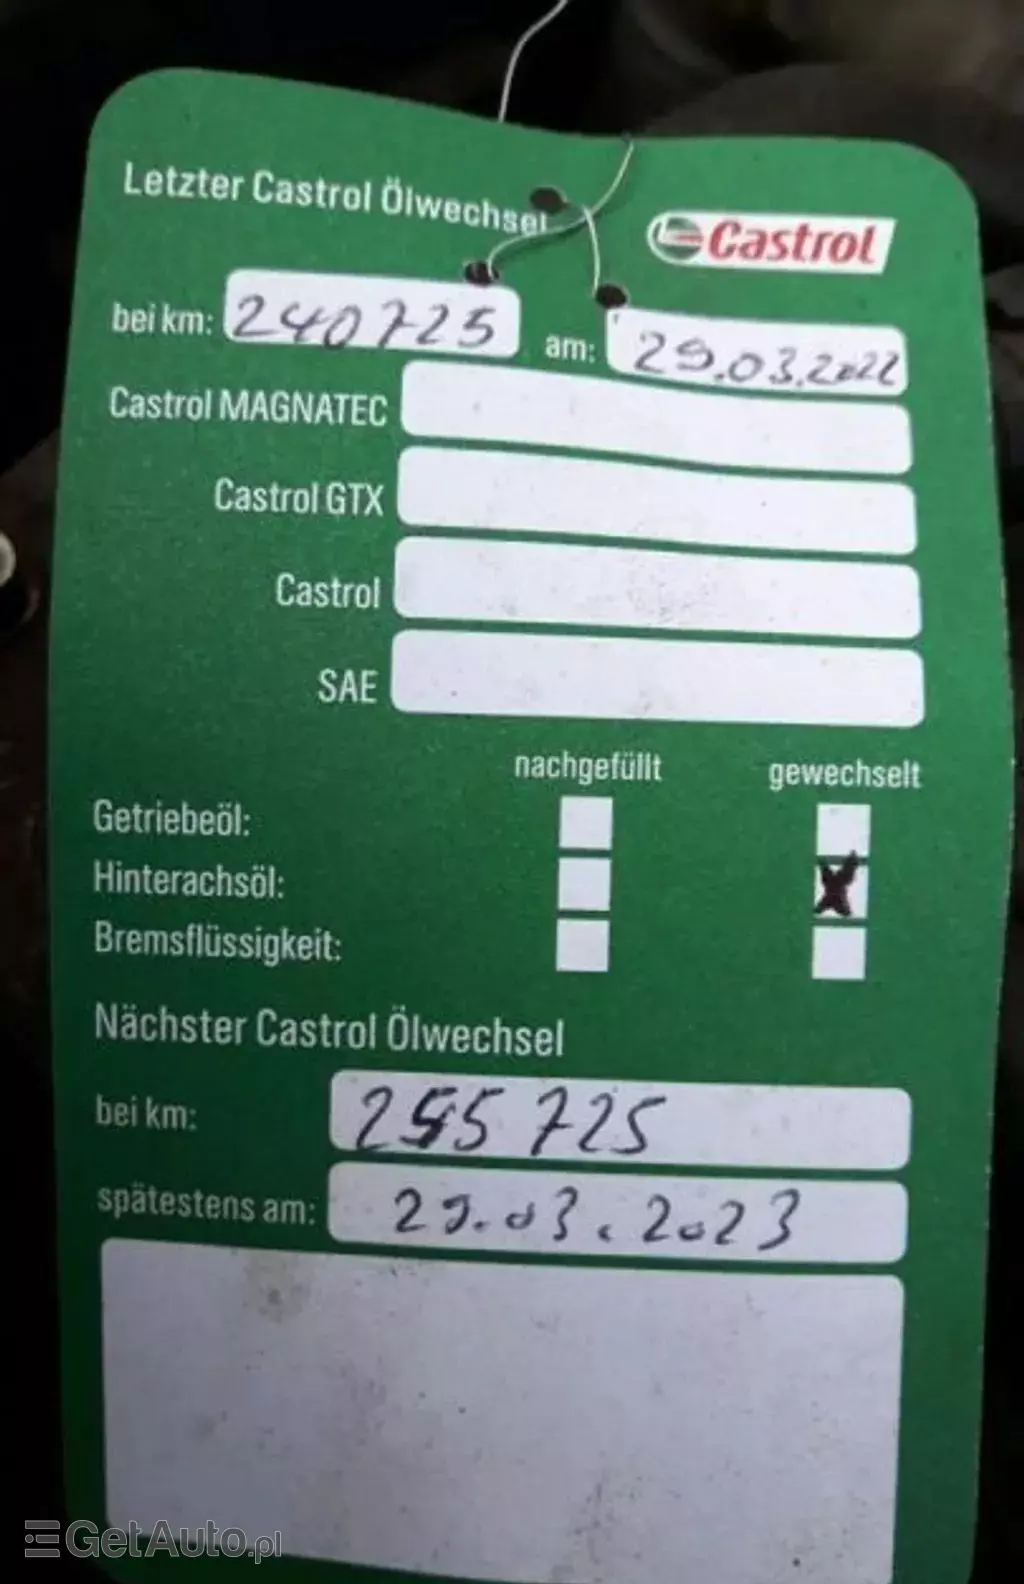 Letzter Castrol Ölwechsel
Castrol
bei km: 240725 am: 29.03.2022
Castrol MAGNATEC
Castrol GTX
Castrol
SAE
nachgefüllt gewechselt
Getriebeöl:
Hinterachsöl: X
Bremsflüssigkeit:
Nächster Castrol Ölwechsel
bei km: 255725
spätestens am: 29.03.2023
GetAuto.pl